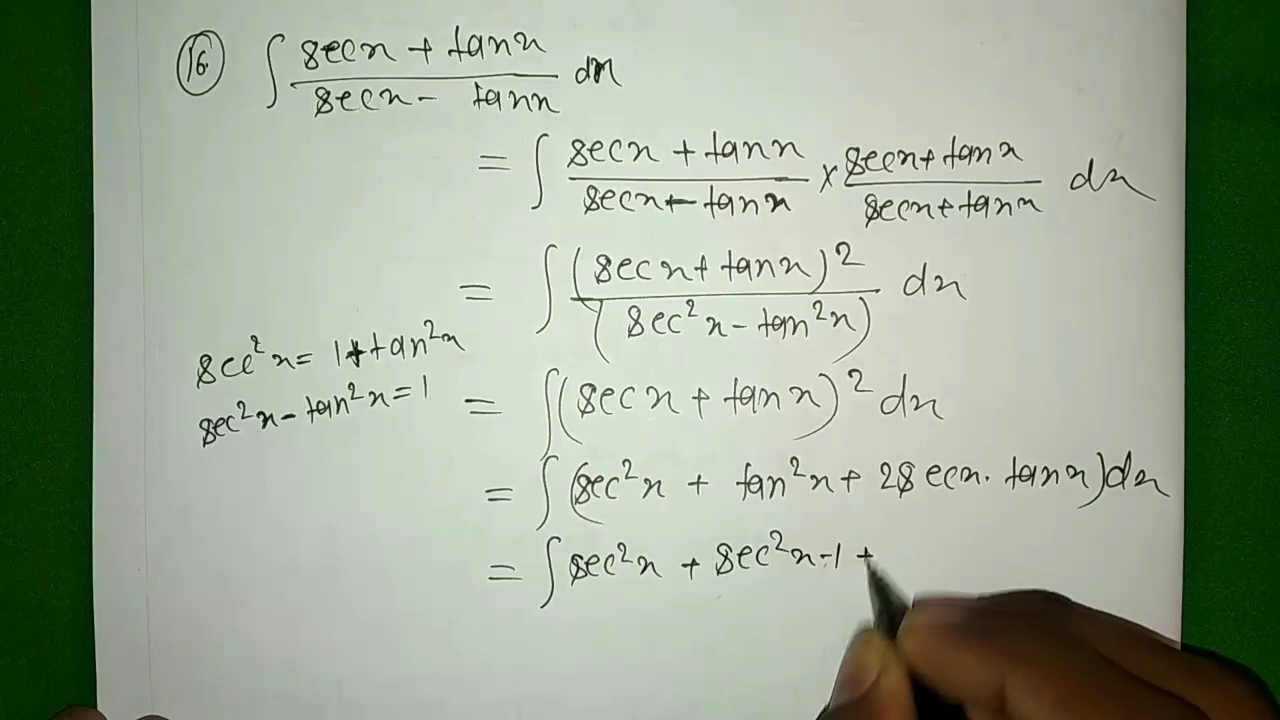 16. ∫ (secx + tanx)/(secx - tanx) dx
= ∫ (secx + tanx)/(secx - tanx) × (secx + tanx)/(secx + tanx) dx
= ∫ (secx + tanx)²/(sec²x - tan²x) dx
sec²x = 1 + tan²x
sec²x - tan²x = 1
= ∫(secx + tanx)² dx
= ∫(sec²x + tan²x + 2secx. tanx)dx
= ∫sec²x + sec²x - 1 +